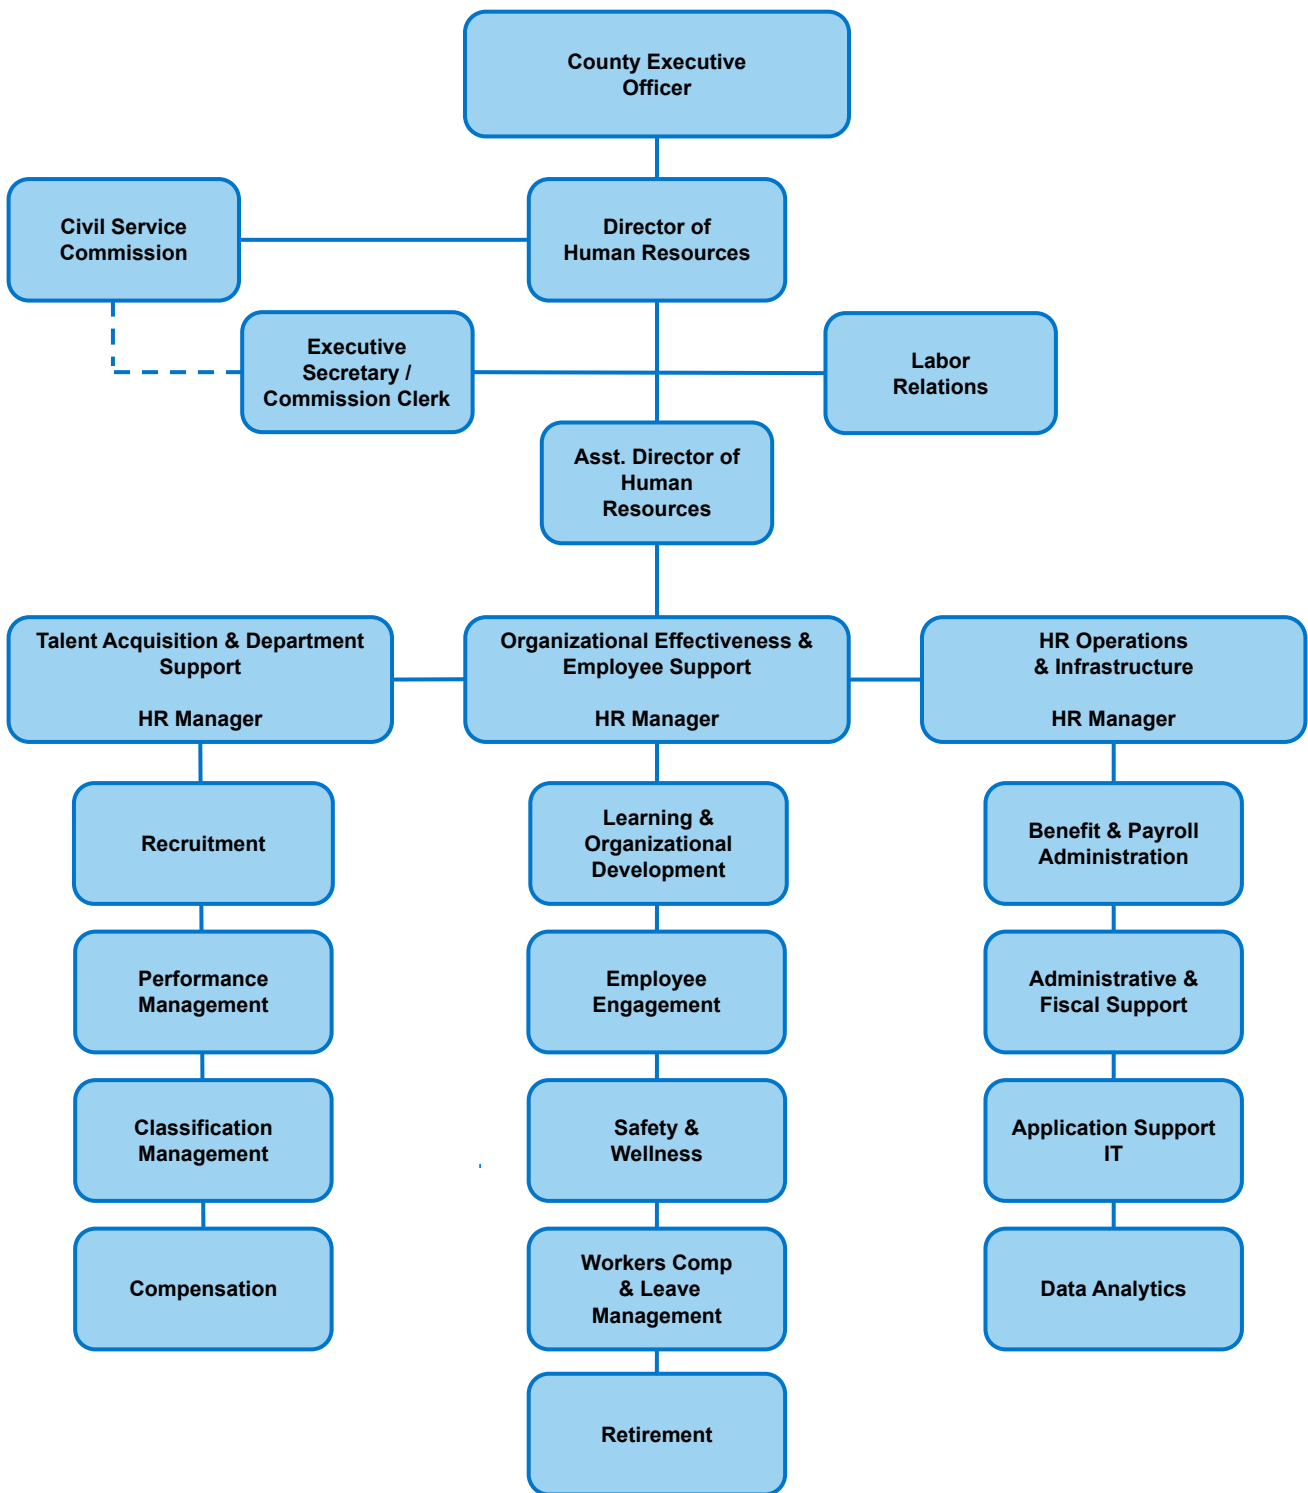 County Executive
Officer
Civil Service
Commission
Director of
Human Resources
Executive
Secretary /
Commission Clerk
Labor
Relations
Asst. Director of
Human
Resources
Talent Acquisition & Department
Support
HR Manager
Organizational Effectiveness &
Employee Support
HR Manager
HR Operations
& Infrastructure
HR Manager
Recruitment
Performance
Management
Classification
Management
Compensation
Learning &
Organizational
Development
Employee
Engagement
Safety &
Wellness
Workers Comp
& Leave
Management
Retirement
Benefit & Payroll
Administration
Administrative &
Fiscal Support
Application Support
IT
Data Analytics